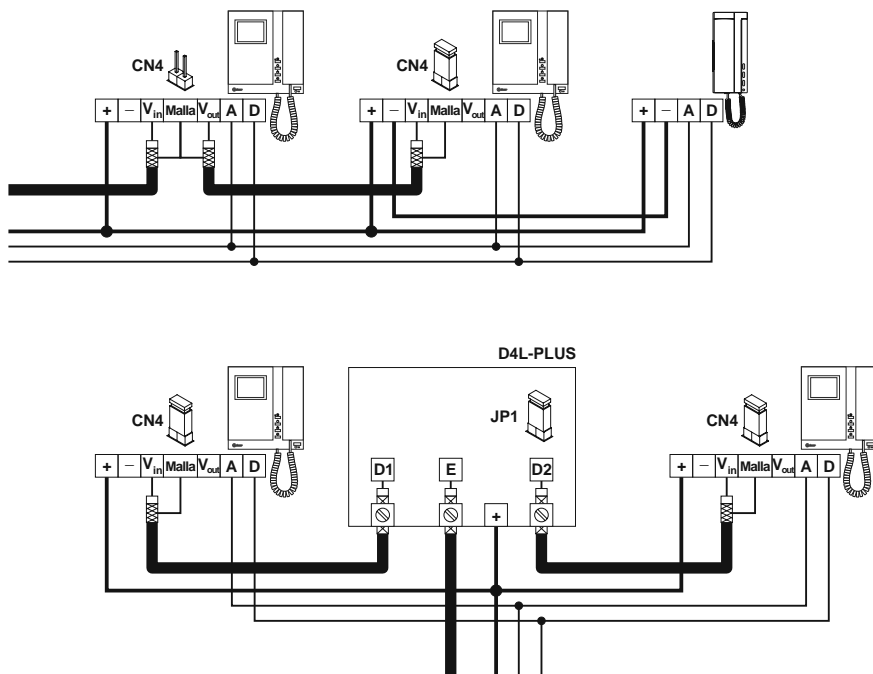 CN4
CN4
+ – Vin Malla Vout A D
+ – Vin Malla Vout A D
+ – A D
D4L-PLUS
CN4
JP1
CN4
+ – Vin Malla Vout A D
D1
E
D2
+
+ – Vin Malla Vout A D